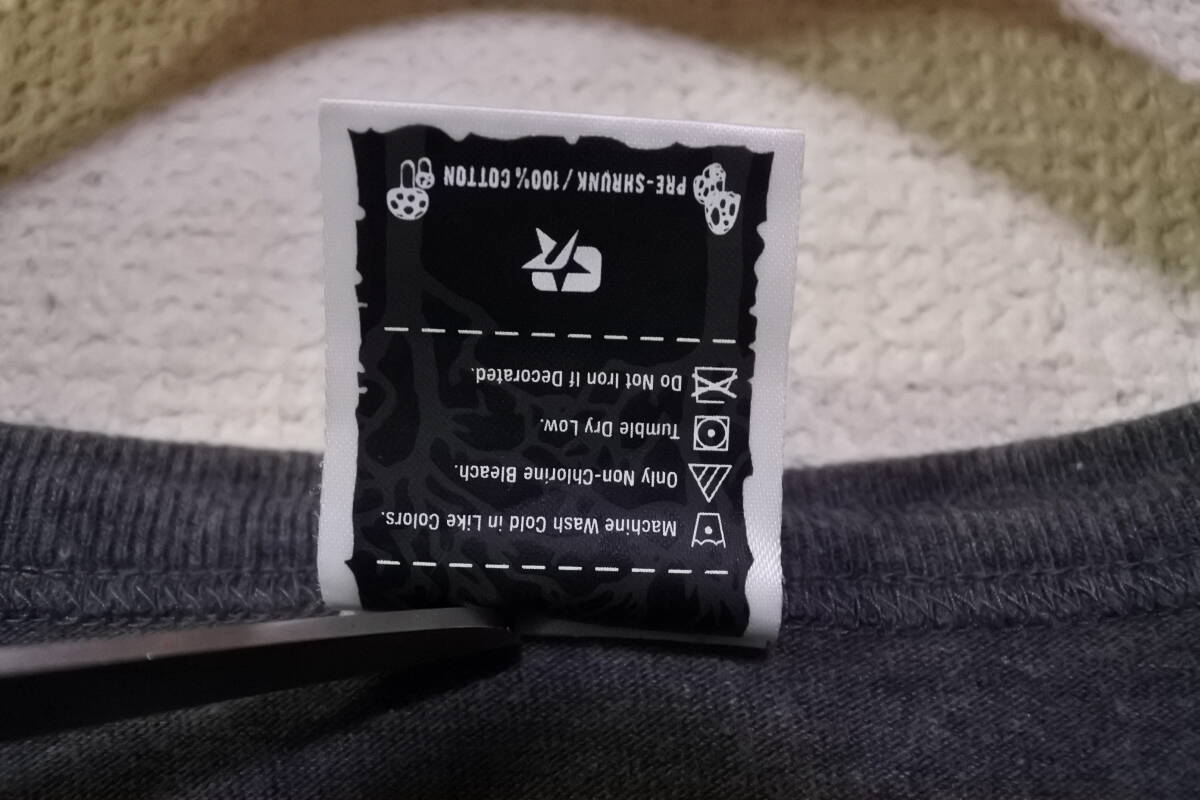 Machine Wash Cold in Like Colors.
Only Non-Chlorine Bleach.
Tumble Dry Low.
Do Not Iron If Decorated.
PRE-SHRUNK / 100% COTTON